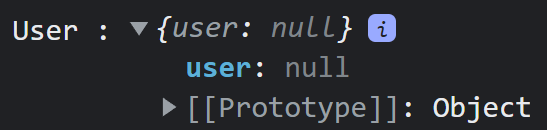 User : ▼ {user: null} i
user: null
▶ [[Prototype]]: Object